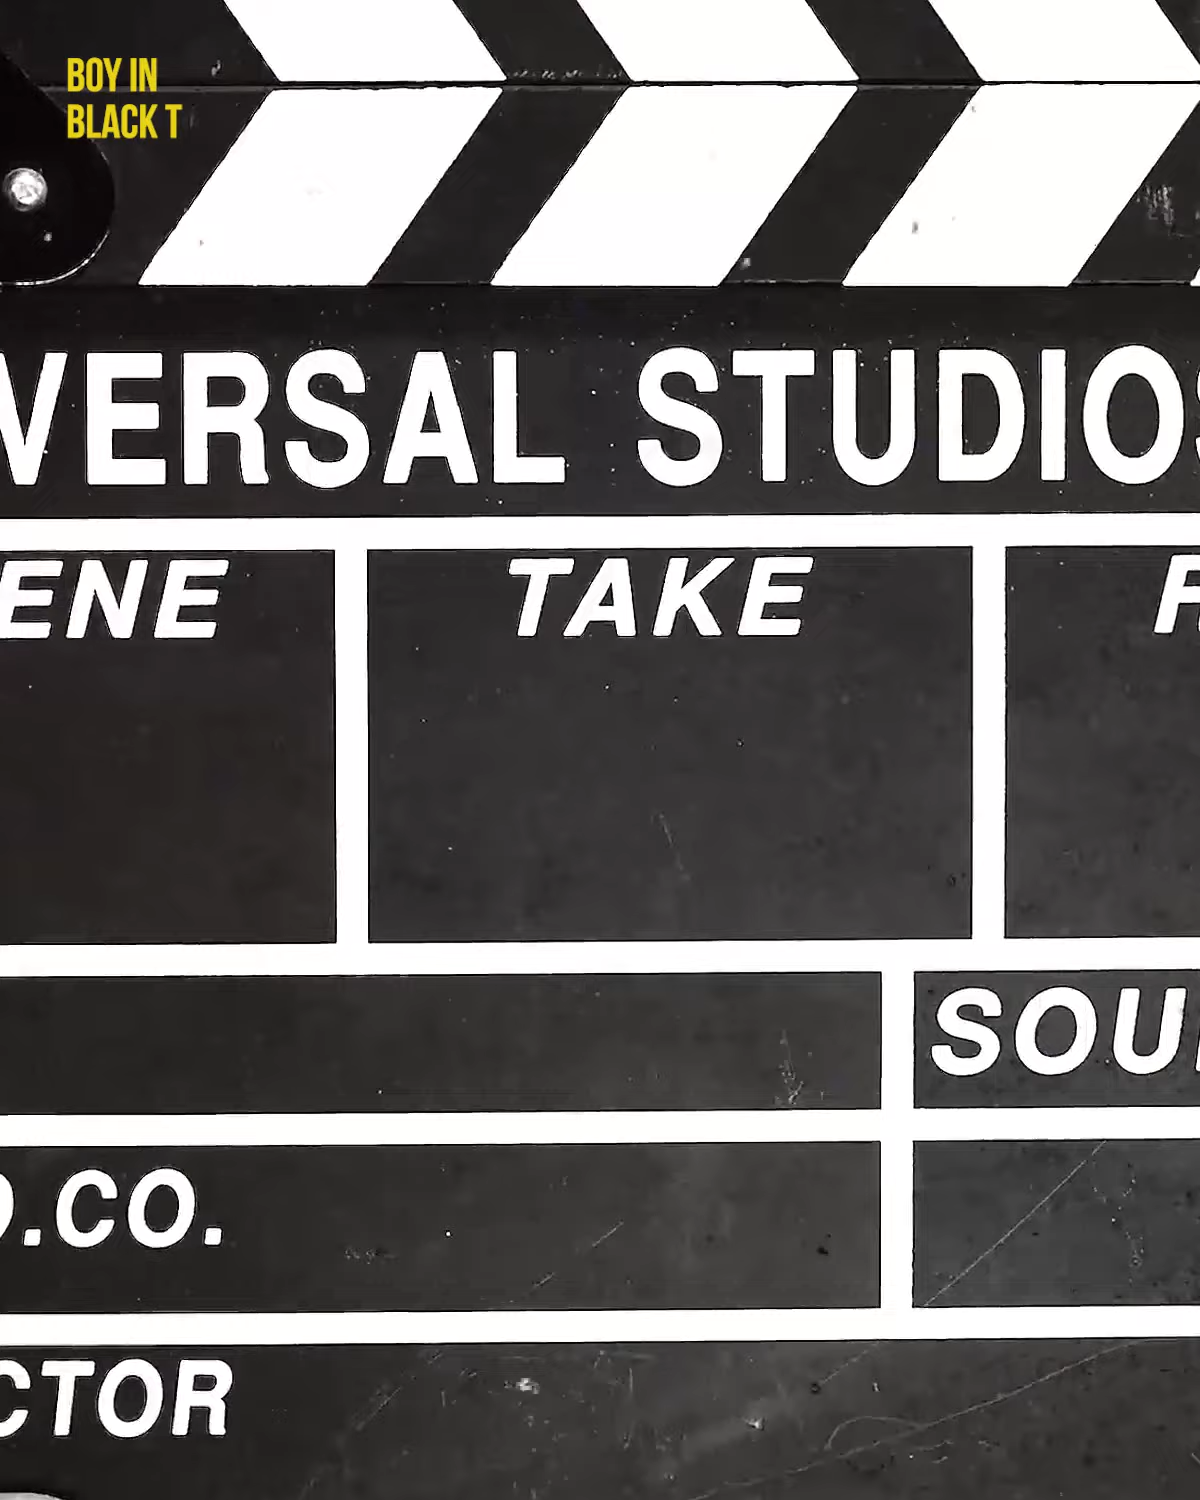 BOY IN
BLACK T
VERSAL STUDIOS
ENE TAKE R
SOU
.CO.
CTOR